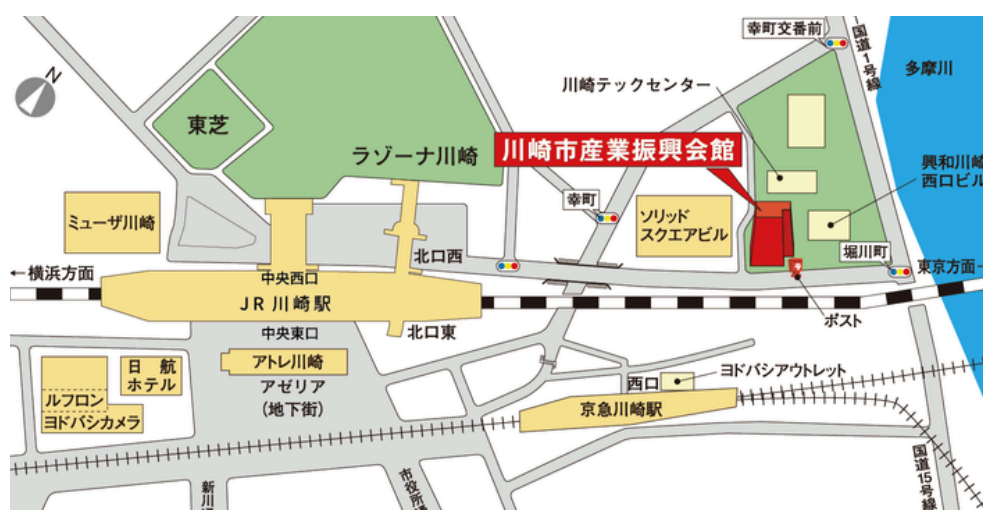 N
幸町交番前
国道1号線
多摩川
川崎テックセンター
東芝
ラゾーナ川崎
川崎市産業振興会館
興和川崎
西口ビル
ミューザ川崎
幸町
ソリッド
スクエアビル
北口西
堀川町
←横浜方面
中央西口
東京方面
JR川崎駅
ポスト
中央東口
北口東
アトレ川崎
日航
ホテル
アゼリア
(地下街)
西口
ヨドバシアウトレット
ルフロン
ヨドバシカメラ
京急川崎駅
国道15号線
新川
市役所